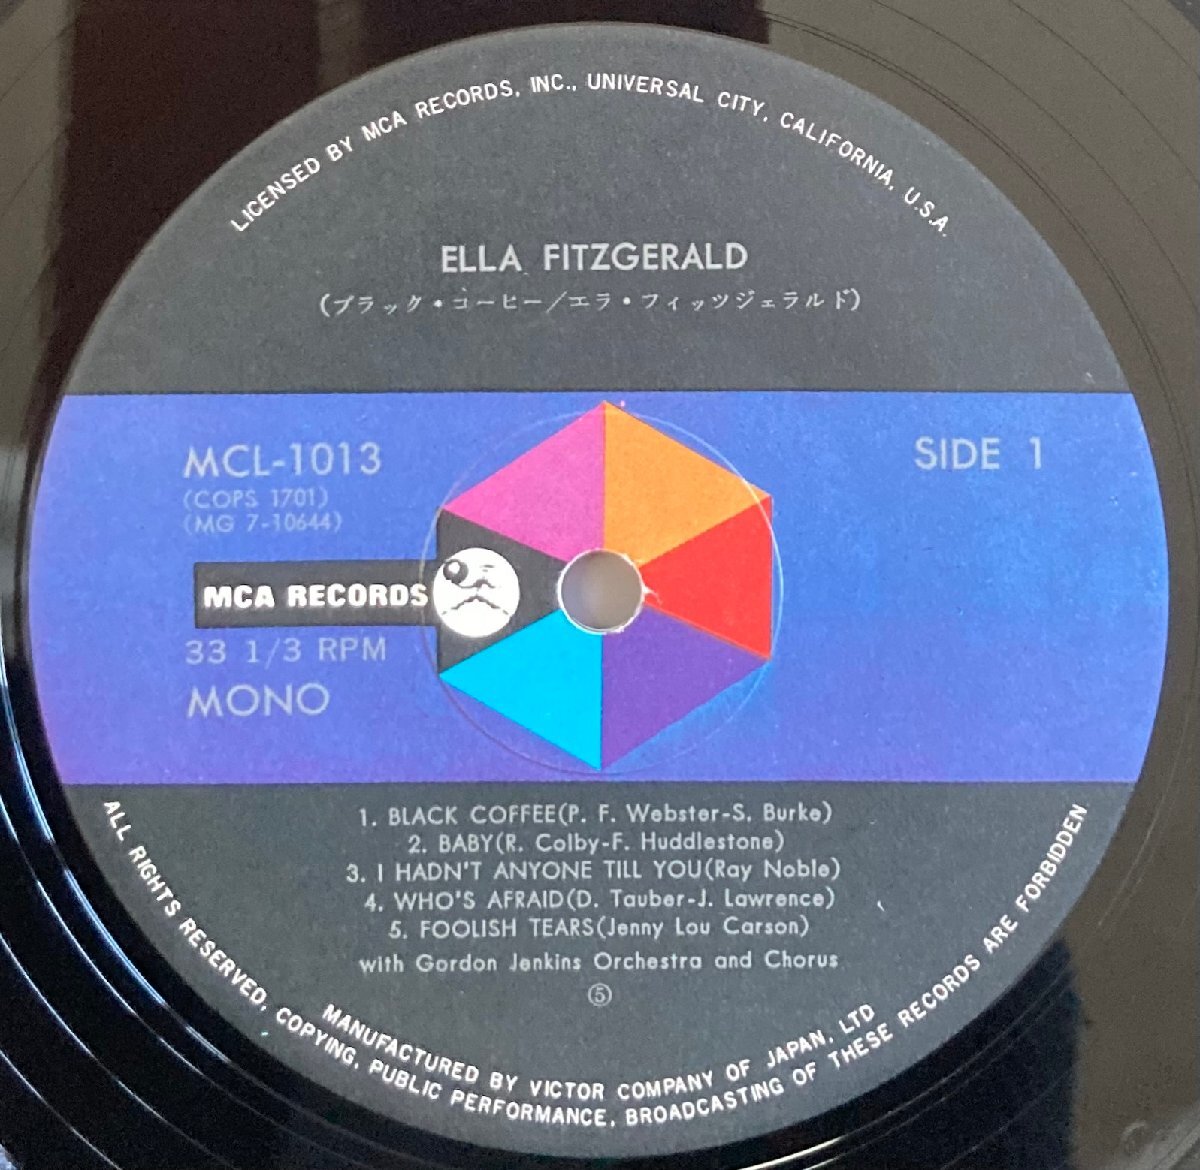 LICENSED BY MCA RECORDS, INC., UNIVERSAL CITY, CALIFORNIA, U.S.A.
ELLA FITZGERALD
(ブラック・コーヒー/エラ・フィッツジェラルド)
MCL-1013
(COPS 1701)
(MG 7-10644)
SIDE 1
MCA RECORDS
33 1/3 RPM
MONO
1. BLACK COFFEE(P. F. Webster-S. Burke)
2. BABY(R. Colby-F. Huddlestone)
3. I HADN'T ANYONE TILL YOU(Ray Noble)
4. WHO'S AFRAID(D. Tauber-J. Lawrence)
5. FOOLISH TEARS(Jenny Lou Carson)
with Gordon Jenkins Orchestra and Chorus
⑤
MANUFACTURED BY VICTOR COMPANY OF JAPAN, LTD
ALL RIGHTS RESERVED, COPYING, PUBLIC PERFORMANCE, BROADCASTING OF THESE RECORDS ARE FORBIDDEN